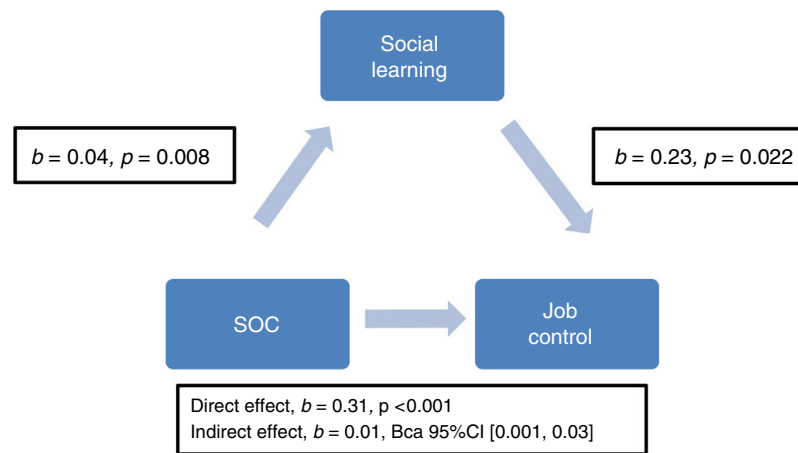 Social
learning
b = 0.04, p = 0.008
b = 0.23, p = 0.022
SOC
Job
control
Direct effect, b = 0.31, p <0.001
Indirect effect, b = 0.01, Bca 95%CI [0.001, 0.03]